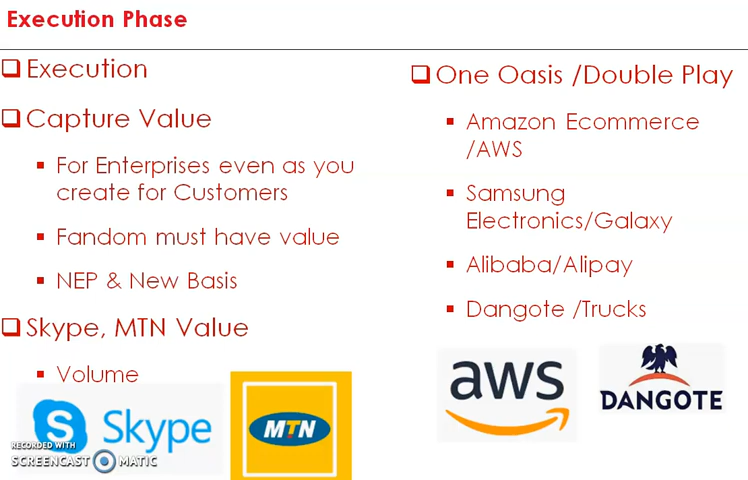 Execution Phase
Execution
Capture Value
For Enterprises even as you
create for Customers
Fandom must have value
NEP & New Basis
Skype, MTN Value
Volume
Skype
MTN
RECORDED WITH
SCREENCAST MATIC
One Oasis /Double Play
Amazon Ecommerce
/AWS
Samsung
Electronics/Galaxy
Alibaba/Alipay
Dangote /Trucks
aws
DANGOTE